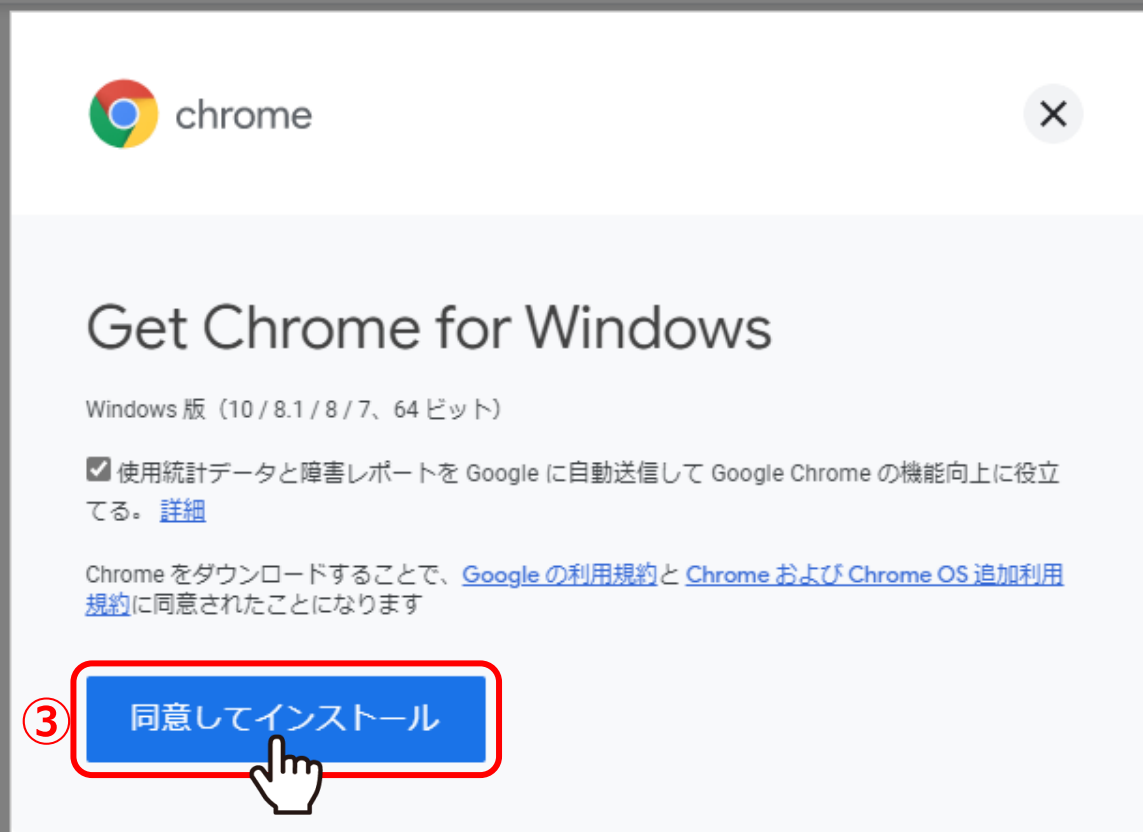 chrome
Get Chrome for Windows
Windows 版（10 / 8.1 / 8 / 7、64 ビット）
使用統計データと障害レポートを Google に自動送信して Google Chrome の機能向上に役立
てる。 詳細
Chrome をダウンロードすることで、Google の利用規約と Chrome および Chrome OS 追加利用
規約に同意されたことになります
③ 同意してインストール